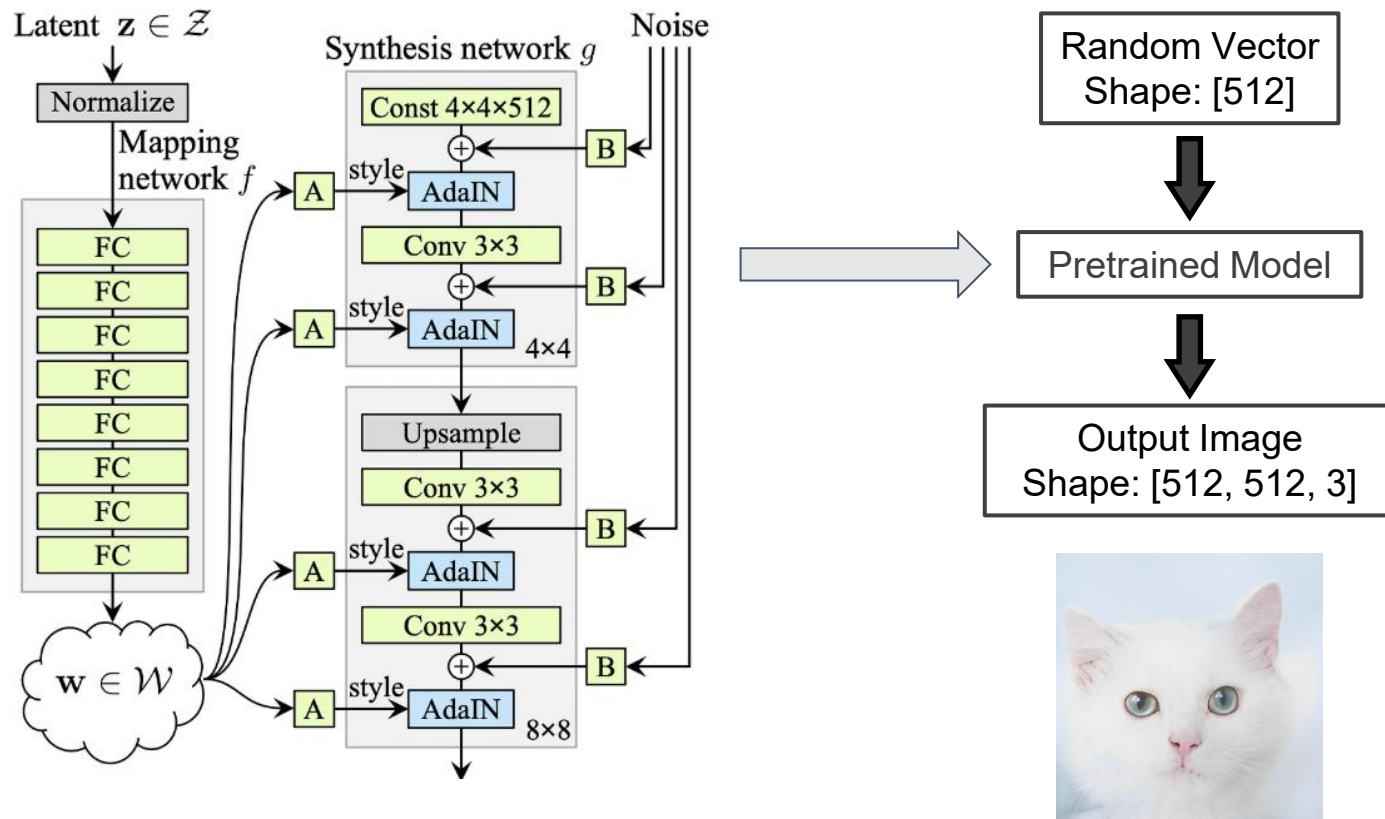 Latent z ∈ 𝒵
Normalize
Mapping
network f
FC
FC
FC
FC
FC
FC
FC
FC
w ∈ 𝒲
Synthesis network g
Noise
Const 4×4×512
B
A
style
AdaIN
Conv 3×3
B
A
style
AdaIN
4×4
Upsample
Conv 3×3
B
A
style
AdaIN
Conv 3×3
B
A
style
AdaIN
8×8
Random Vector
Shape: [512]
Pretrained Model
Output Image
Shape: [512, 512, 3]